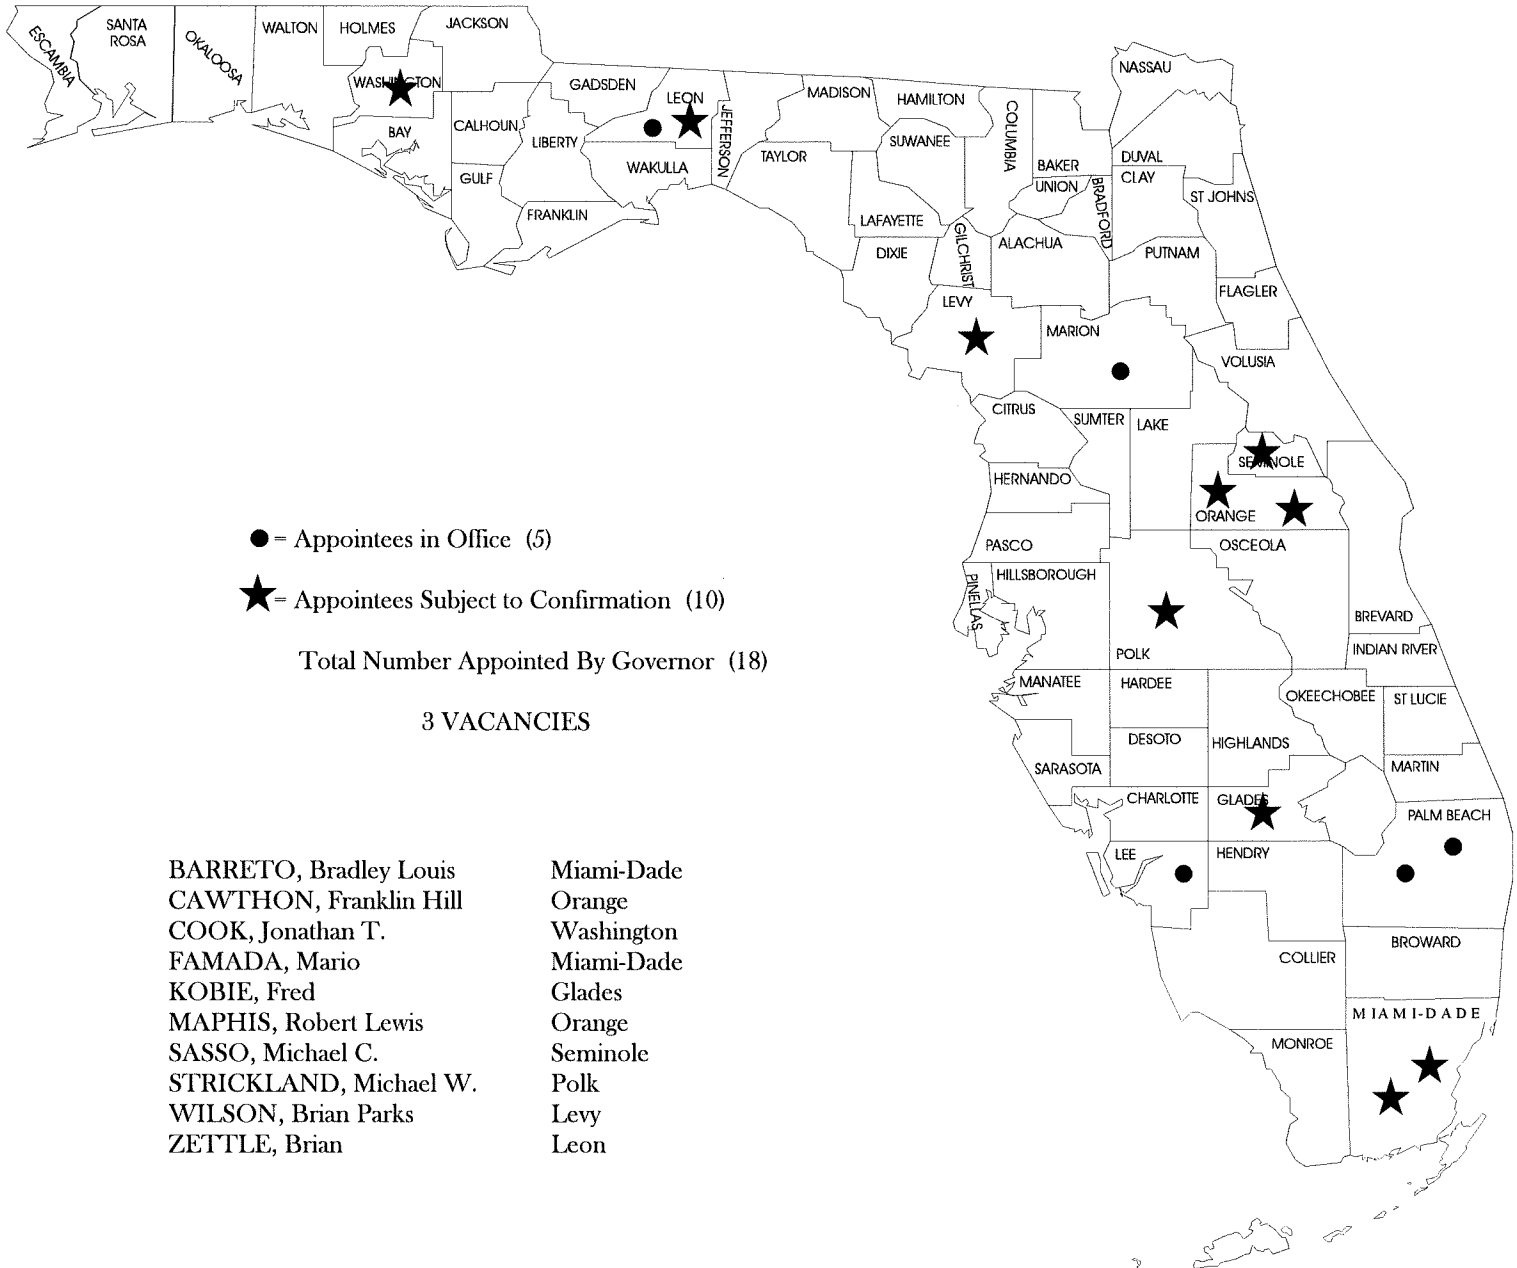 ESCAMBIA
SANTA
ROSA
OKALOOSA
WALTON
HOLMES
JACKSON
WASHINGTON
BAY
CALHOUN
GULF
LIBERTY
GADSDEN
FRANKLIN
LEON
WAKULLA
JEFFERSON
MADISON
TAYLOR
HAMILTON
SUWANEE
LAFAYETTE
DIXIE
COLUMBIA
GILCHRIST
BAKER
UNION
BRADFORD
ALACHUA
NASSAU
DUVAL
CLAY
ST JOHNS
PUTNAM
FLAGLER
LEVY
MARION
VOLUSIA
CITRUS
SUMTER
LAKE
SEMINOLE
HERNANDO
ORANGE
PASCO
OSCEOLA
PINELLAS
HILLSBOROUGH
POLK
BREVARD
INDIAN RIVER
MANATEE
HARDEE
OKEECHOBEE
ST LUCIE
DESOTO
HIGHLANDS
SARASOTA
MARTIN
CHARLOTTE
GLADES
PALM BEACH
LEE
HENDRY
BROWARD
COLLIER
MIAMI-DADE
MONROE
= Appointees in Office (5)
= Appointees Subject to Confirmation (10)
Total Number Appointed By Governor (18)
3 VACANCIES
BARRETO, Bradley Louis Miami-Dade
CAWTHON, Franklin Hill Orange
COOK, Jonathan T. Washington
FAMADA, Mario Miami-Dade
KOBIE, Fred Glades
MAPHIS, Robert Lewis Orange
SASSO, Michael C. Seminole
STRICKLAND, Michael W. Polk
WILSON, Brian Parks Levy
ZETTLE, Brian Leon